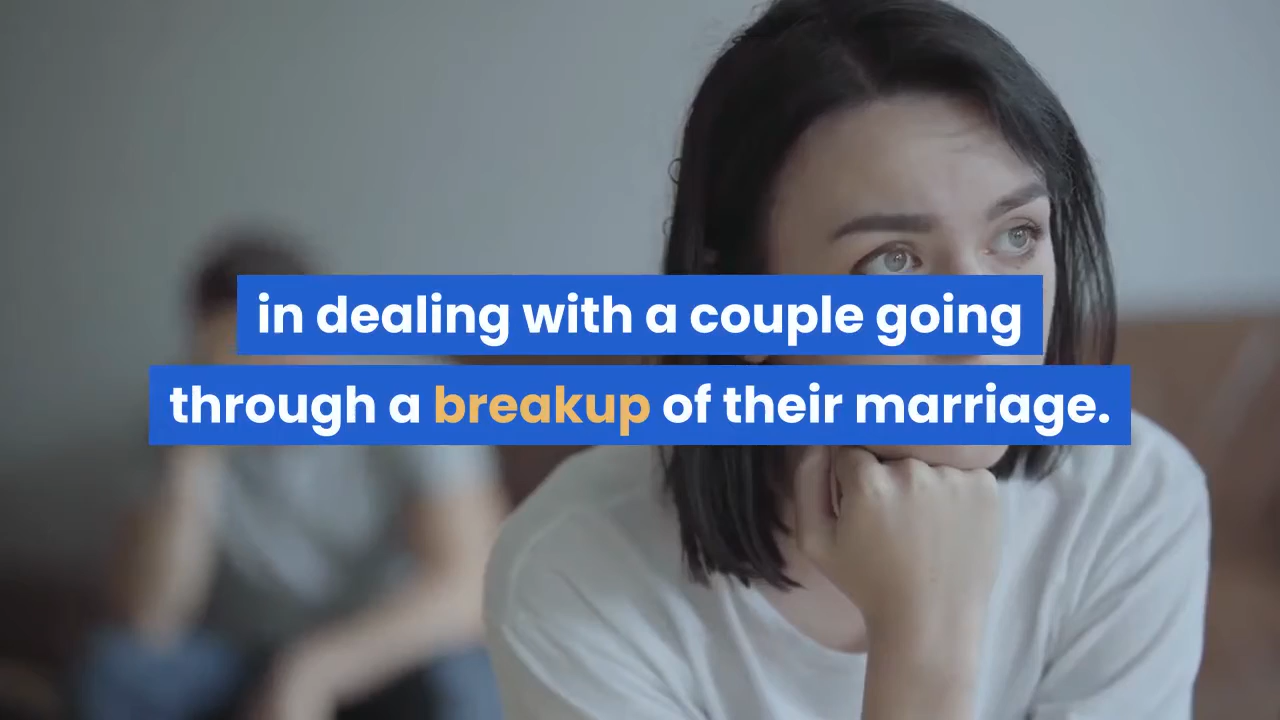 in dealing with a couple going
through a breakup of their marriage.